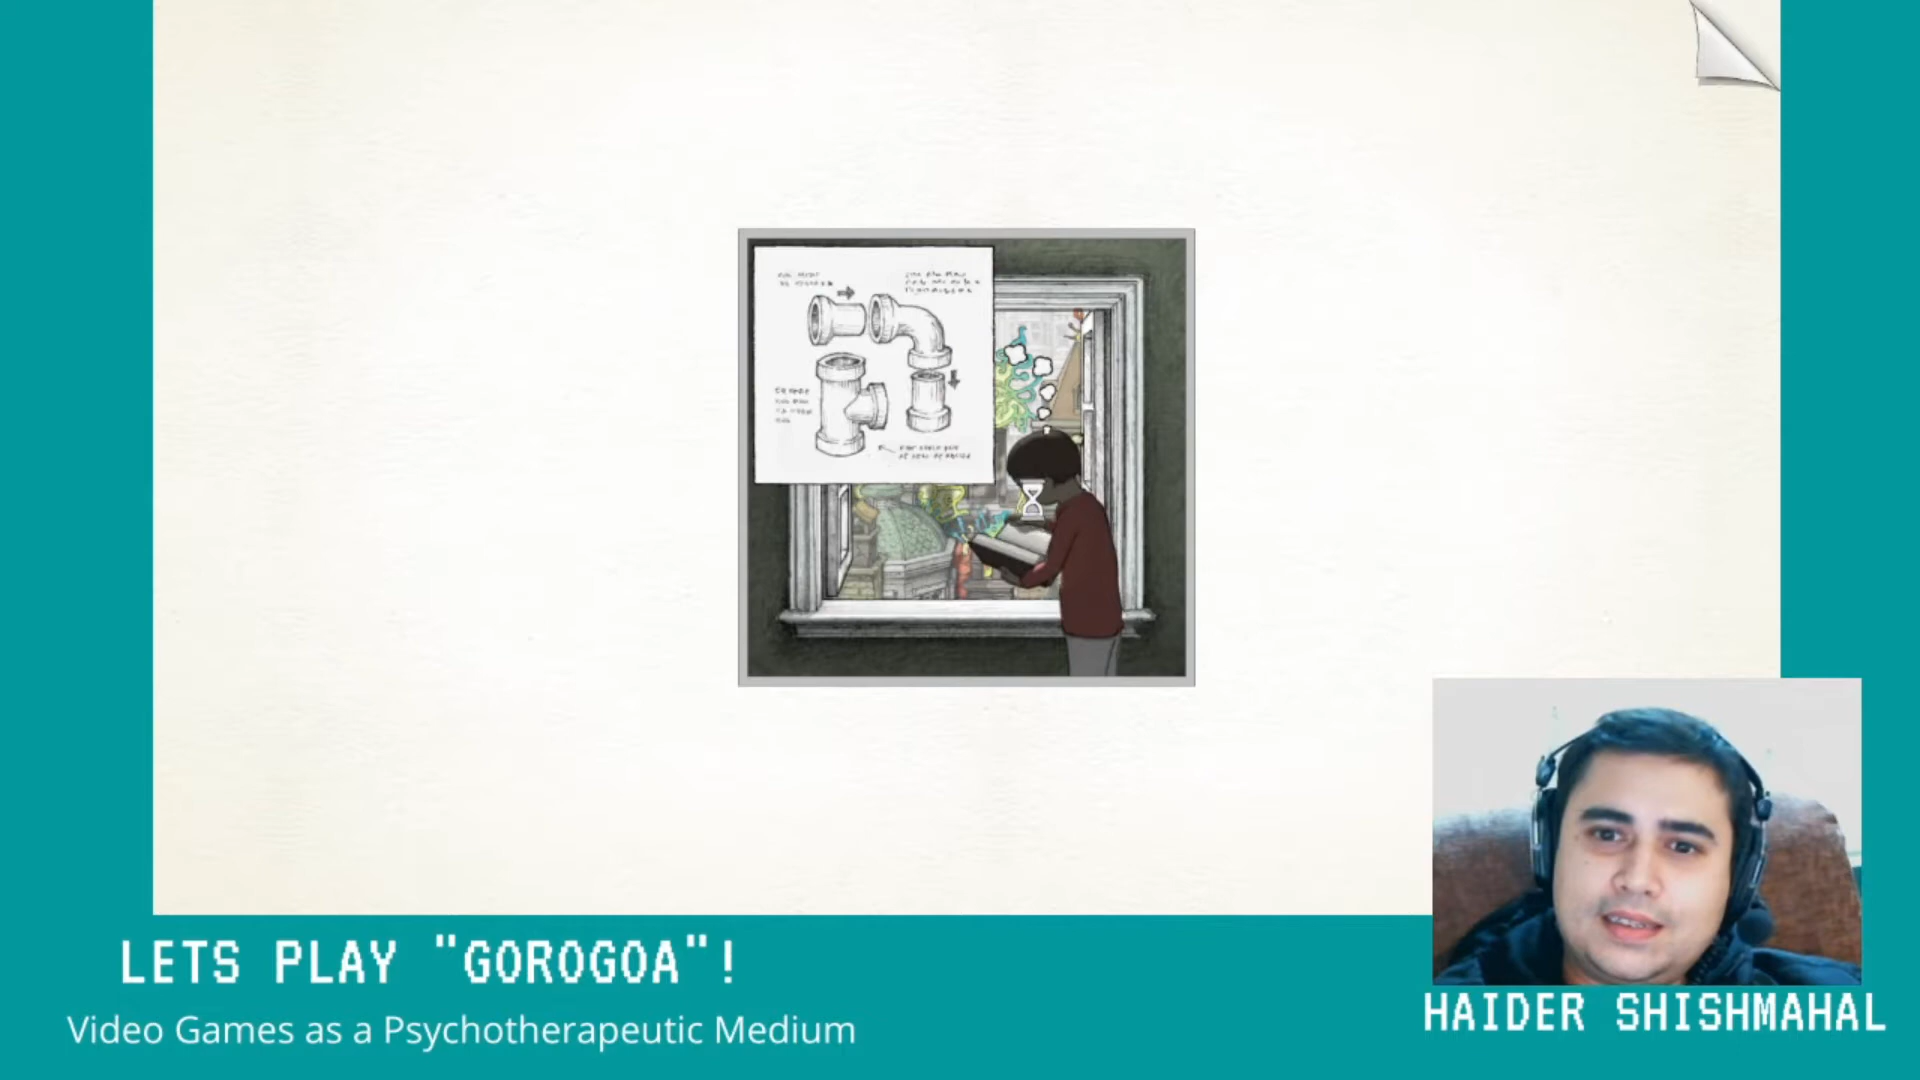 LETS PLAY "GOROGOA"!
Video Games as a Psychotherapeutic Medium
HAIDER SHISHMAHAL